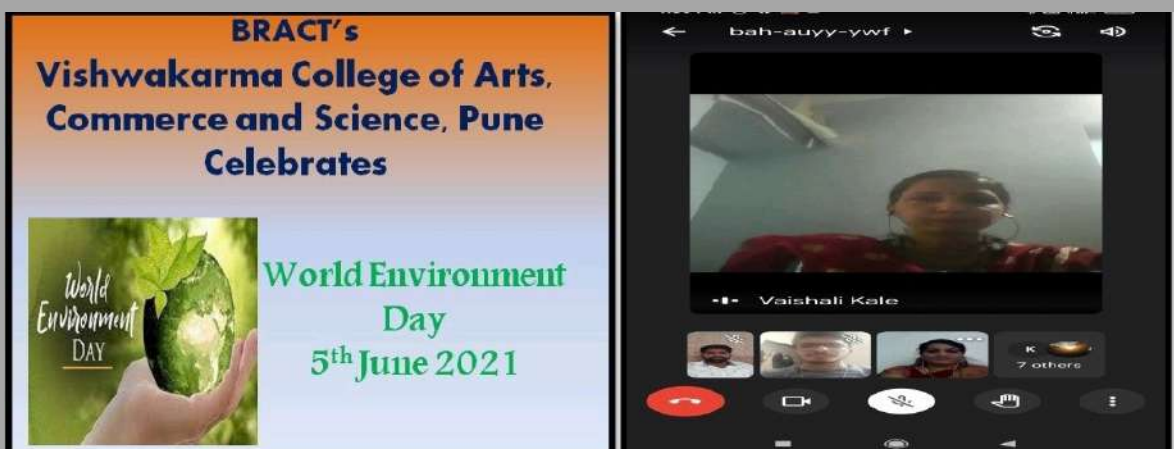 BRACT's
Vishwakarma College of Arts,
Commerce and Science, Pune
Celebrates
World
Environment
DAY
World Environment
Day
5th June 2021
bah-auyy-ywf
Vaishali Kale
K
7 others